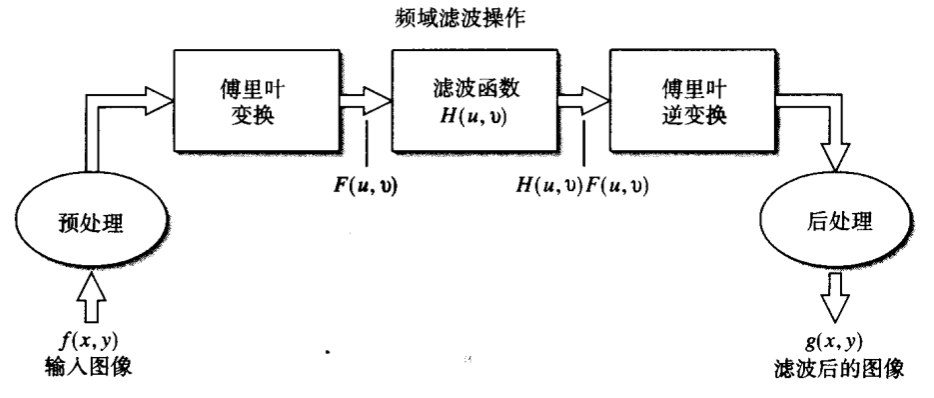 频域滤波操作
傅里叶
变换
滤波函数
H(u,υ)
傅里叶
逆变换
F(u,υ)
H(u,υ)F(u,υ)
预处理
后处理
f(x,y)
输入图像
g(x,y)
滤波后的图像